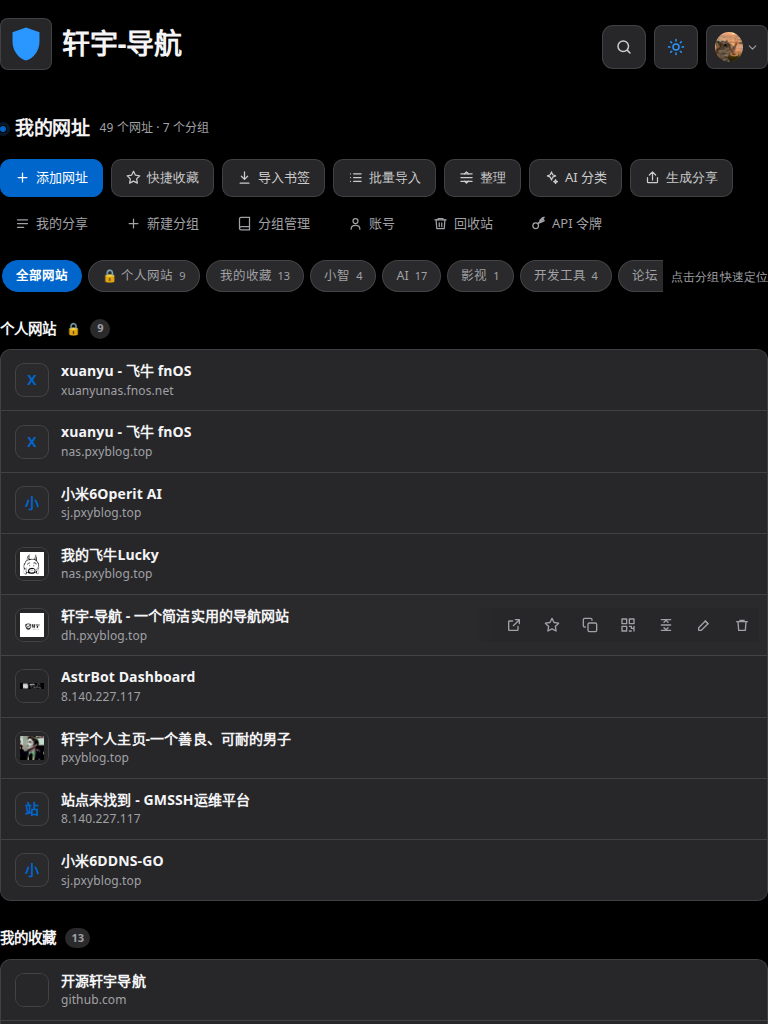 轩宇-导航
我的网址 49 个网址 · 7 个分组
添加网址 快捷收藏 导入书签 批量导入 整理 AI 分类 生成分享
我的分享 新建分组 分组管理 账号 回收站 API 令牌
全部网站 🔒 个人网站 9 我的收藏 13 小智 4 AI 17 影视 1 开发工具 4 论坛 点击分组快速定位
个人网站 🔒 9
X xuanyu - 飞牛 fnOS
xuanyunas.fnos.net
X xuanyu - 飞牛 fnOS
nas.pxyblog.top
小 小米6Operit AI
sj.pxyblog.top
我的飞牛Lucky
nas.pxyblog.top
轩宇-导航 - 一个简洁实用的导航网站
dh.pxyblog.top
AstrBot Dashboard
8.140.227.117
轩宇个人主页-一个善良、可耐的男子
pxyblog.top
站 站点未找到 - GMSSH运维平台
8.140.227.117
小 小米6DDNS-GO
sj.pxyblog.top
我的收藏 13
开源轩宇导航
github.com